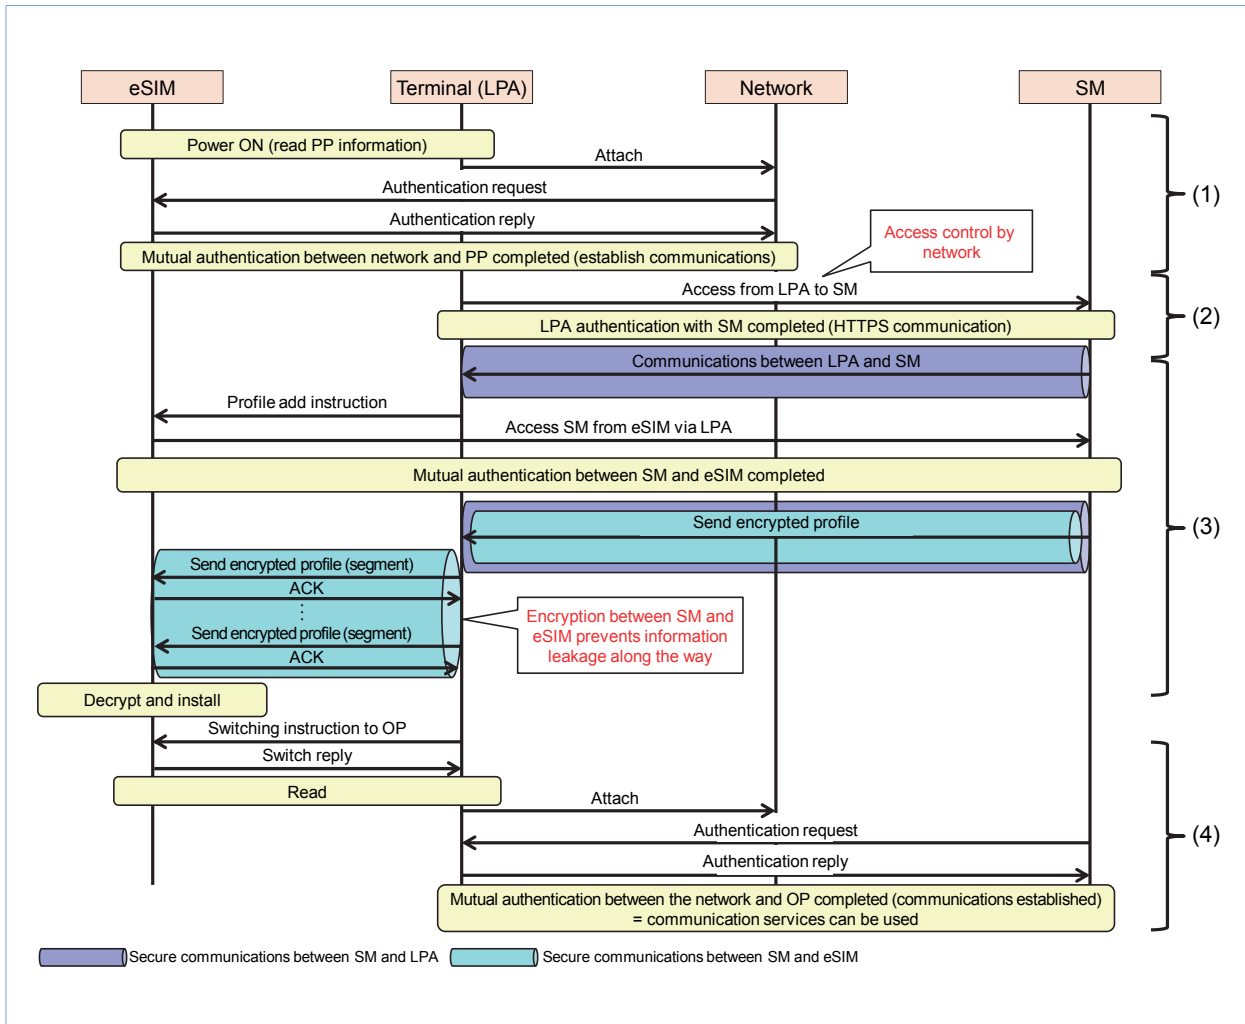 eSIM
Terminal (LPA)
Network
SM
Power ON (read PP information)
Attach
Authentication request
(1)
Authentication reply
Access control by
network
Mutual authentication between network and PP completed (establish communications)
Access from LPA to SM
(2)
LPA authentication with SM completed (HTTPS communication)
Communications between LPA and SM
Profile add instruction
Access SM from eSIM via LPA
Mutual authentication between SM and eSIM completed
Send encrypted profile
(3)
Send encrypted profile (segment)
ACK
⋮
Encryption between SM and
eSIM prevents information
leakage along the way
Send encrypted profile (segment)
ACK
Decrypt and install
Switching instruction to OP
Switch reply
Read
Attach
Authentication request
(4)
Authentication reply
Mutual authentication between the network and OP completed (communications established)
= communication services can be used
Secure communications between SM and LPA
Secure communications between SM and eSIM